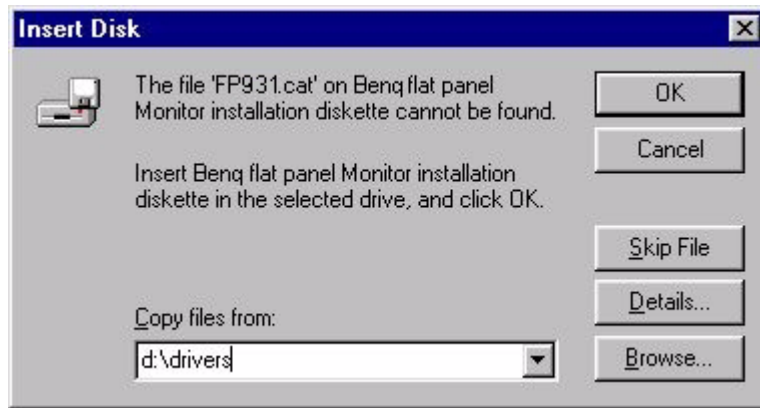 Insert Disk
The file 'FP931.cat' on Benq flat panel
Monitor installation diskette cannot be found.
Insert Benq flat panel Monitor installation
diskette in the selected drive, and click OK.
Copy files from:
d:\drivers
OK
Cancel
Skip File
Details...
Browse...